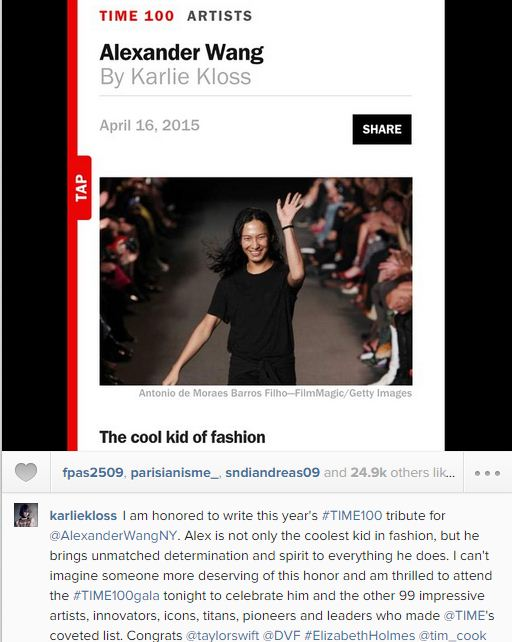 TIME 100 ARTISTS
Alexander Wang
By Karlie Kloss
April 16, 2015
SHARE
TAP
Antonio de Moraes Barros Filho—FilmMagic/Getty Images
The cool kid of fashion
fpas2509, parisianisme_, sndiandreas09 and 24.9k others lik...
karliekloss I am honored to write this year's #TIME100 tribute for
@AlexanderWangNY. Alex is not only the coolest kid in fashion, but he
brings unmatched determination and spirit to everything he does. I can't
imagine someone more deserving of this honor and am thrilled to attend
the #TIME100gala tonight to celebrate him and the other 99 impressive
artists, innovators, icons, titans, pioneers and leaders who made @TIME's
coveted list. Congrats @taylorswift @DVF #ElizabethHolmes @tim_cook